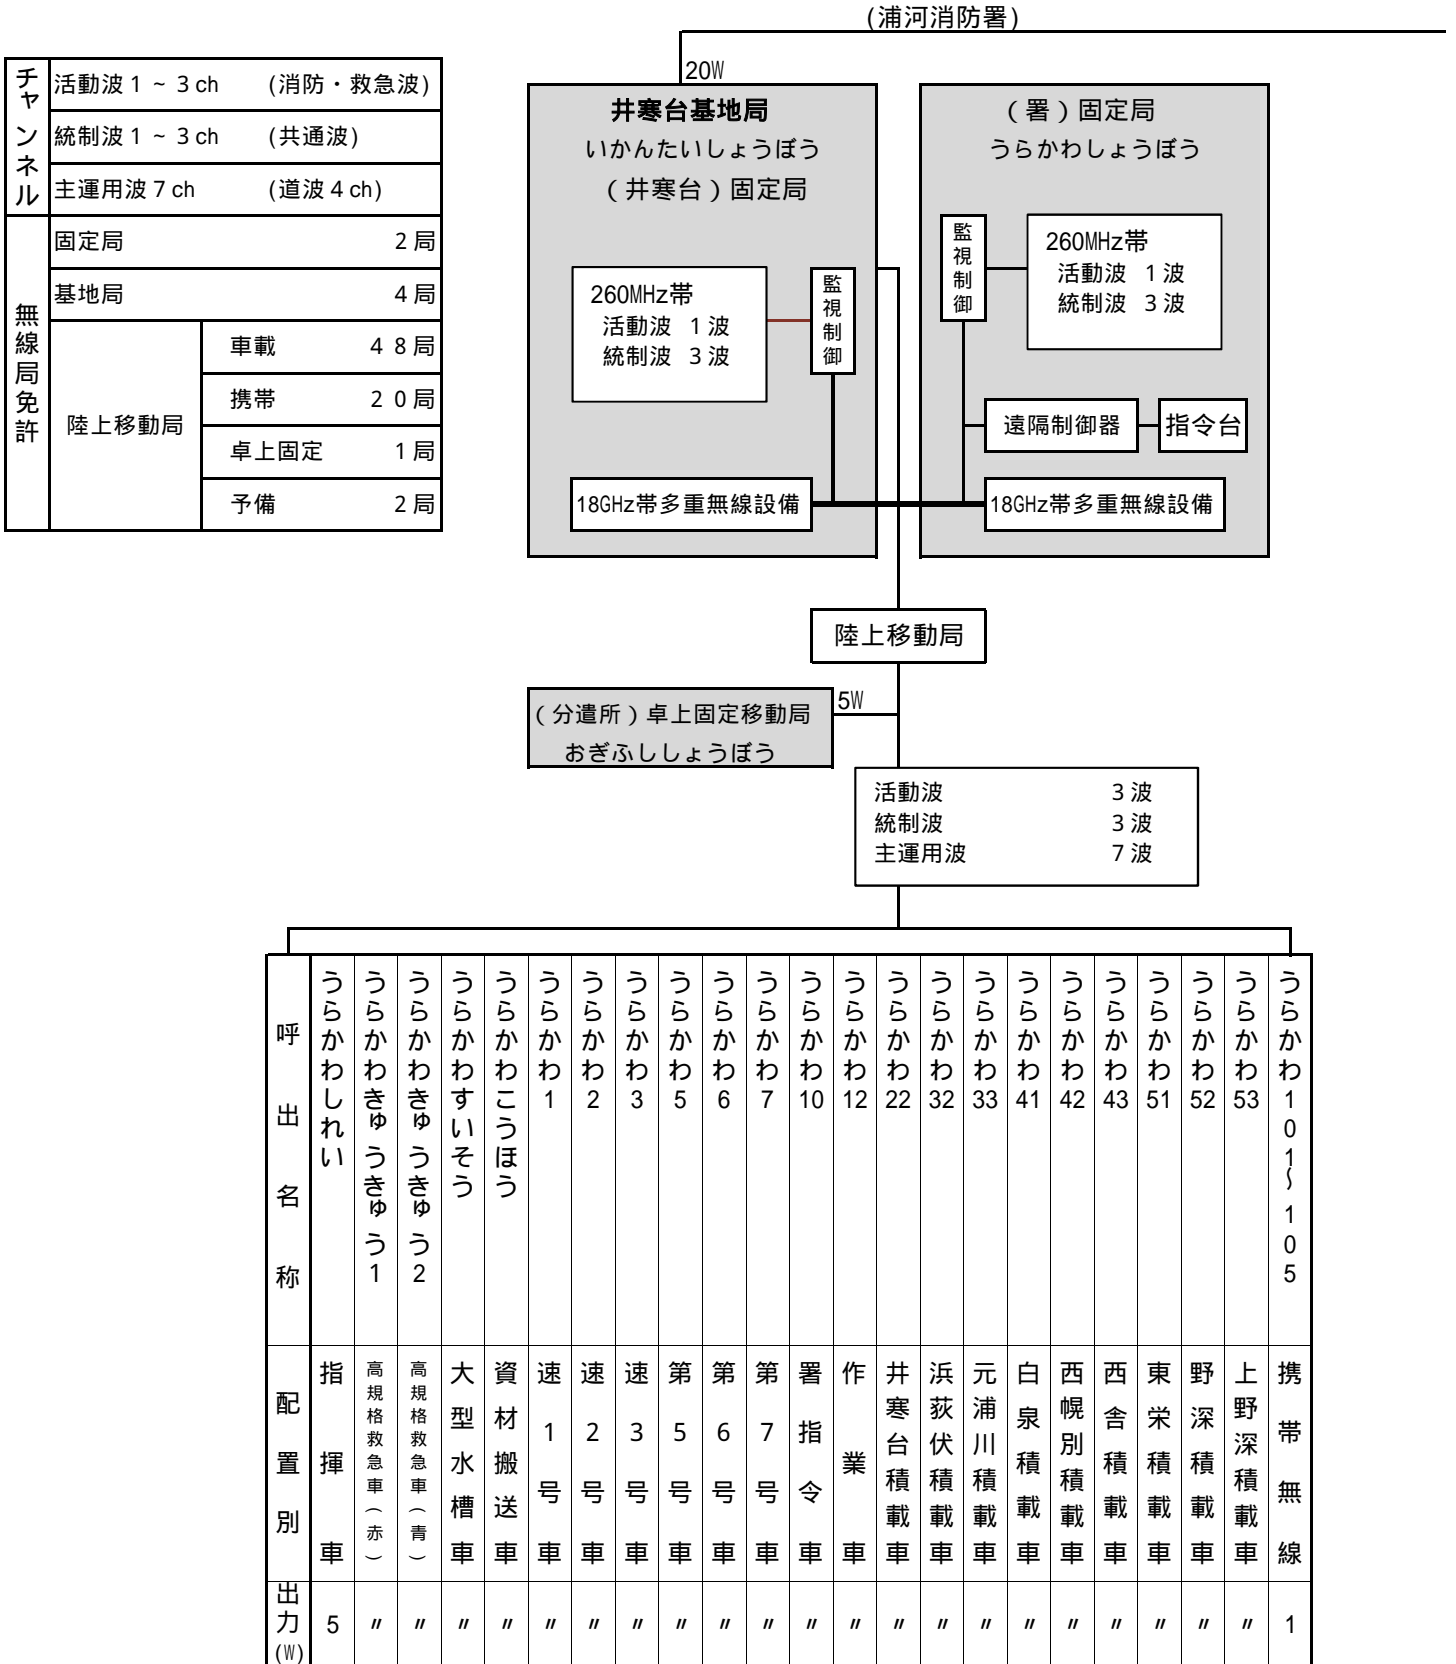 (浦河消防署)
チャンネル
活動波1~3ch (消防・救急波)
統制波1~3ch (共通波)
主運用波7ch (道波4ch)
無線局免許
固定局 2局
基地局 4局
陸上移動局
車載 48局
携帯 20局
卓上固定 1局
予備 2局
20W
井寒台基地局
いかんたいしょうぼう
(井寒台)固定局
260MHz帯
活動波 1波
統制波 3波
監視制御
18GHz帯多重無線設備
(署)固定局
うらかわしょうぼう
監視制御
260MHz帯
活動波 1波
統制波 3波
遠隔制御器
指令台
18GHz帯多重無線設備
陸上移動局
5W
(分遣所)卓上固定移動局
おぎふししょうぼう
活動波 3波
統制波 3波
主運用波 7波
呼出名称
うらかわしれい
うらかわきゅうきゅう1
うらかわきゅうきゅう2
うらかわすいそう
うらかわこうほう
うらかわ1
うらかわ2
うらかわ3
うらかわ5
うらかわ6
うらかわ7
うらかわ10
うらかわ12
うらかわ22
うらかわ32
うらかわ33
うらかわ41
うらかわ42
うらかわ43
うらかわ51
うらかわ52
うらかわ53
うらかわ101~105
配置別
指揮車
高規格救急車(赤)
高規格救急車(青)
大型水槽車
資材搬送車
速1号車
速2号車
速3号車
第5号車
第6号車
第7号車
署指令車
作業車
井寒台積載車
浜荻伏積載車
元浦川積載車
白泉積載車
西幌別積載車
西舎積載車
東栄積載車
野深積載車
上野深積載車
携帯無線
出力(W)
5 〃 〃 〃 〃 〃 〃 〃 〃 〃 〃 〃 〃 〃 〃 〃 〃 〃 〃 〃 〃 〃 1